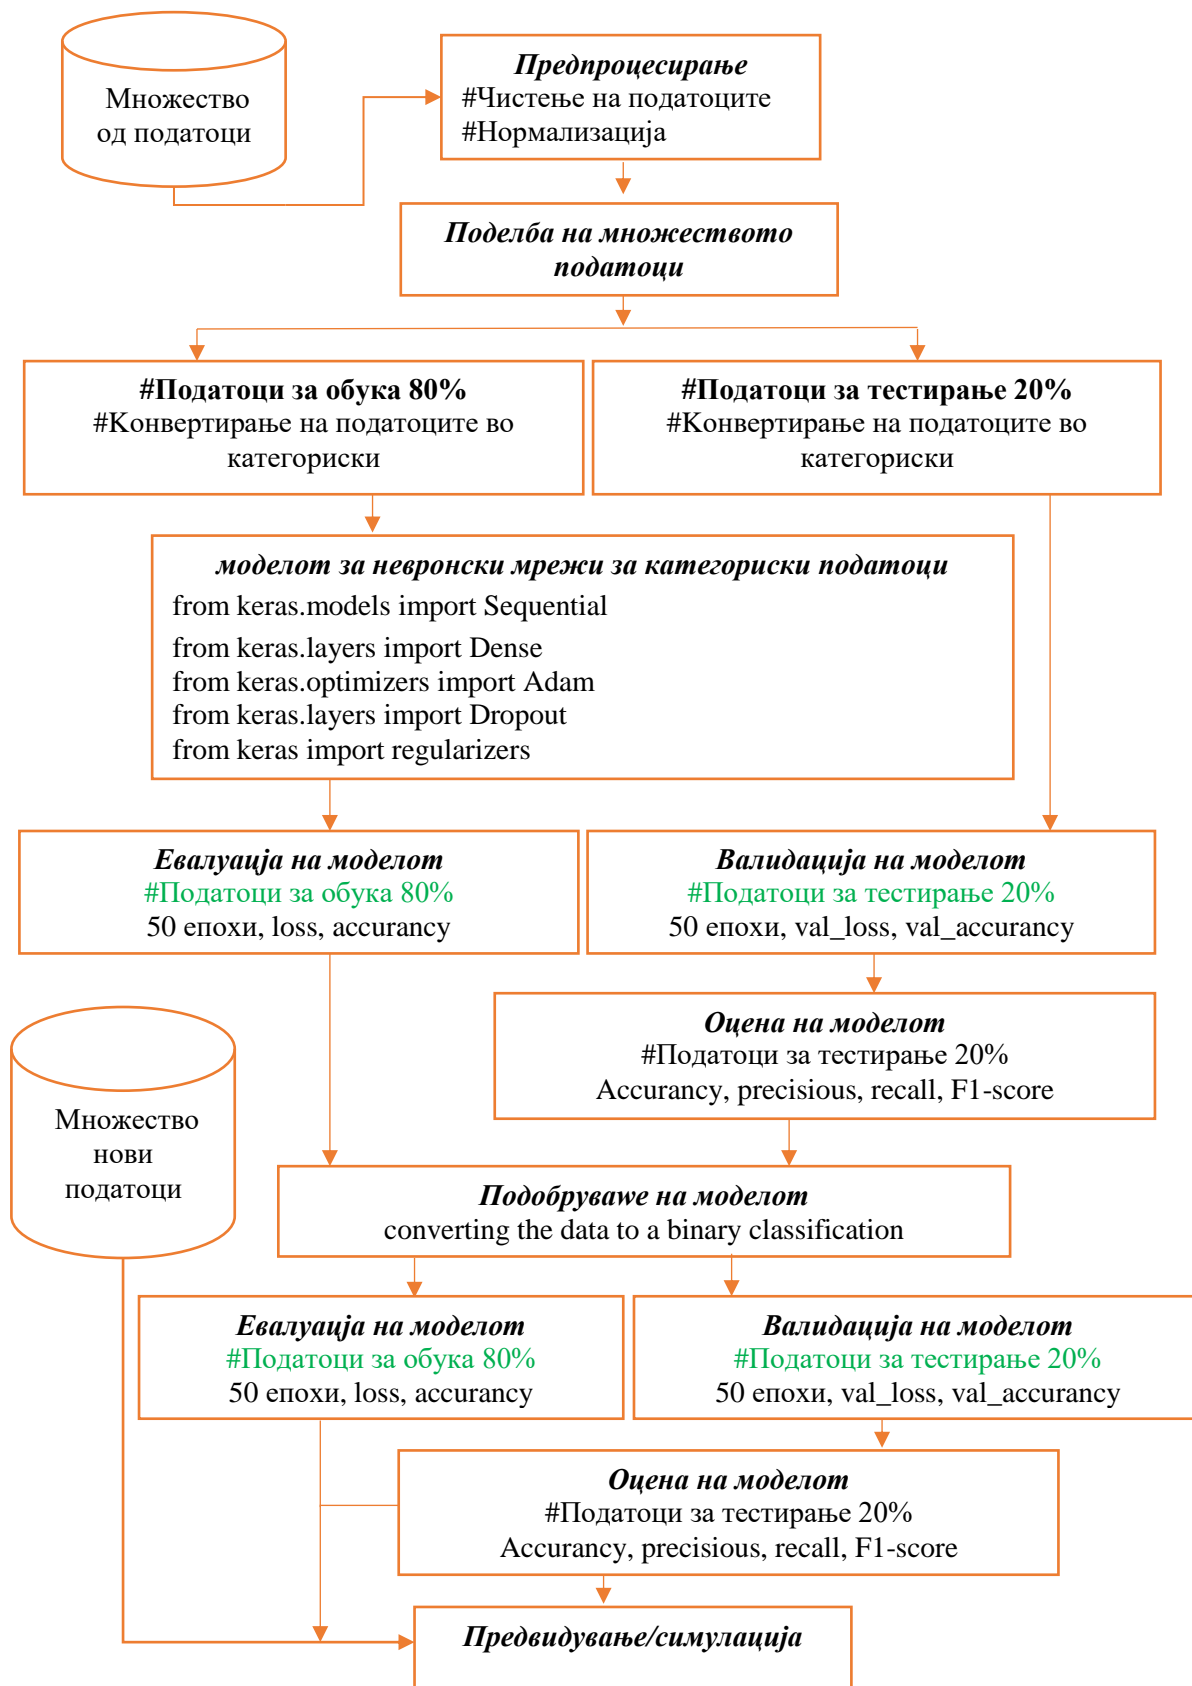 Множество
од податоци
Предпроцесирање
#Чистење на податоците
#Нормализација
Поделба на множеството
податоци
#Податоци за обука 80%
#Конвертирање на податоците во
категориски
#Податоци за тестирање 20%
#Конвертирање на податоците во
категориски
моделот за невронски мрежи за категориски податоци
from keras.models import Sequential
from keras.layers import Dense
from keras.optimizers import Adam
from keras.layers import Dropout
from keras import regularizers
Евалуација на моделот
#Податоци за обука 80%
50 епохи, loss, accurancy
Валидација на моделот
#Податоци за тестирање 20%
50 епохи, val_loss, val_accurancy
Оцена на моделот
#Податоци за тестирање 20%
Accurancy, precisious, recall, F1-score
Множество
нови
податоци
Подобруваwe на моделот
converting the data to a binary classification
Евалуација на моделот
#Податоци за обука 80%
50 епохи, loss, accurancy
Валидација на моделот
#Податоци за тестирање 20%
50 епохи, val_loss, val_accurancy
Оцена на моделот
#Податоци за тестирање 20%
Accurancy, precisious, recall, F1-score
Предвидување/симулација